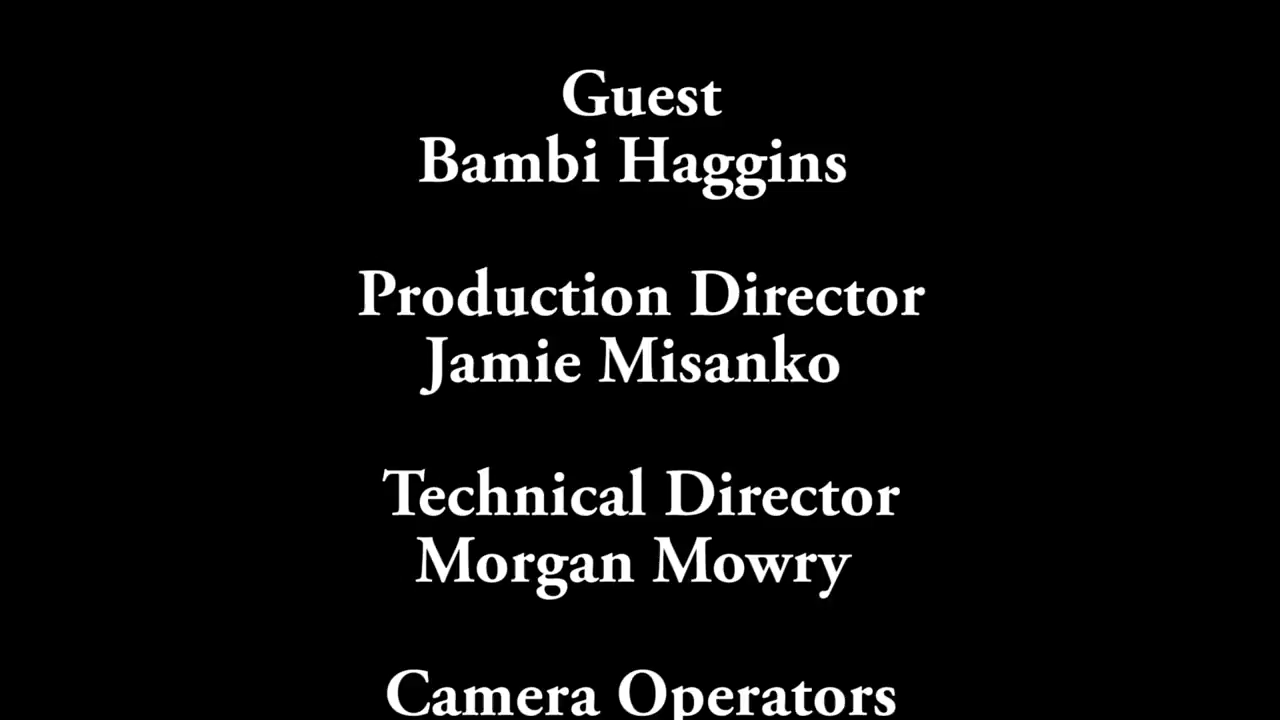 Guest
Bambi Haggins
Production Director
Jamie Misanko
Technical Director
Morgan Mowry
Camera Operators